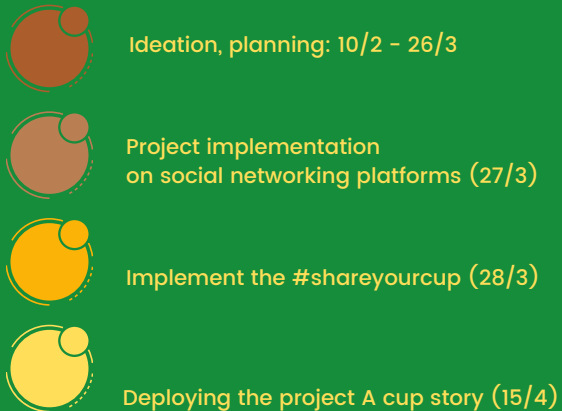 Ideation, planning: 10/2 - 26/3
Project implementation
on social networking platforms (27/3)
Implement the #shareyourcup (28/3)
Deploying the project A cup story (15/4)